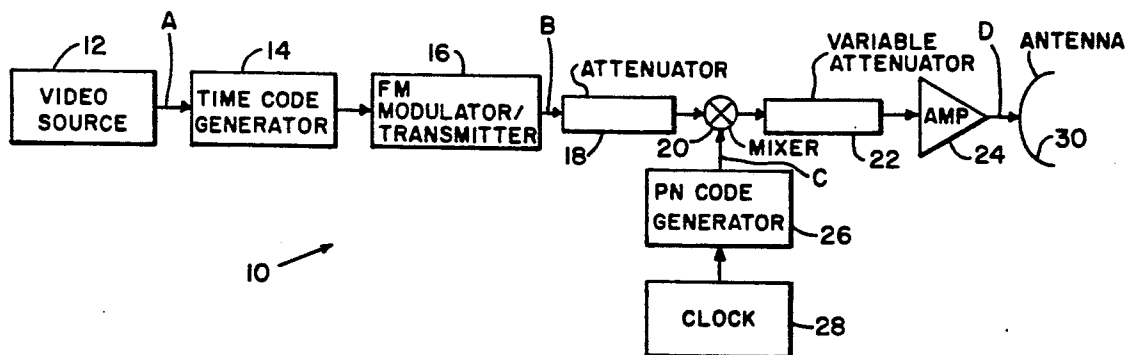 A
12
VIDEO
SOURCE
14
TIME CODE
GENERATOR
16
FM
MODULATOR/
TRANSMITTER
B
ATTENUATOR
18
20
MIXER
C
VARIABLE
ATTENUATOR
22
AMP
24
D
ANTENNA
30
PN CODE
GENERATOR
26
CLOCK
28
10